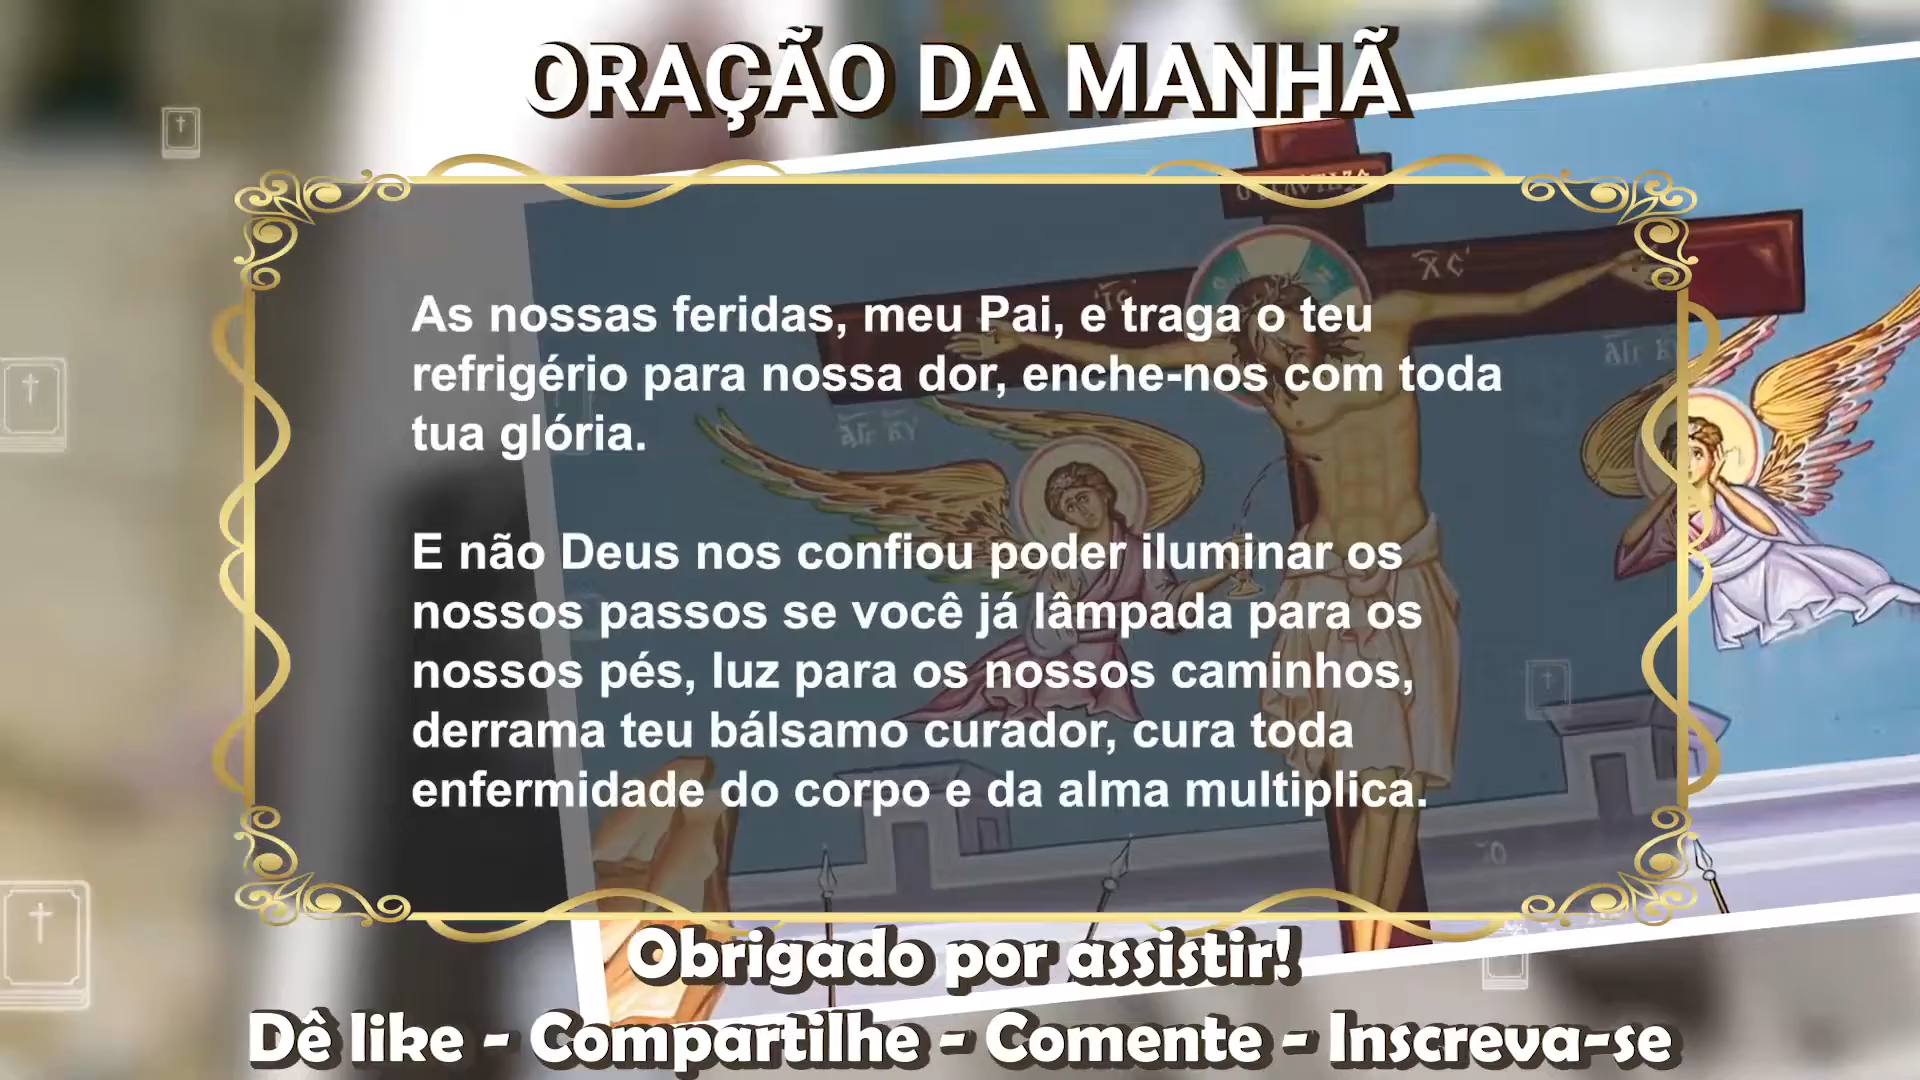 ORAÇÃO DA MANHÃ
As nossas feridas, meu Pai, e traga o teu
refrigério para nossa dor, enche-nos com toda
tua glória.
E não Deus nos confiou poder iluminar os
nossos passos se você já lâmpada para os
nossos pés, luz para os nossos caminhos,
derrama teu bálsamo curador, cura toda
enfermidade do corpo e da alma multiplica.
Obrigado por assistir!
Dê like - Compartilhe - Comente - Inscreva-se